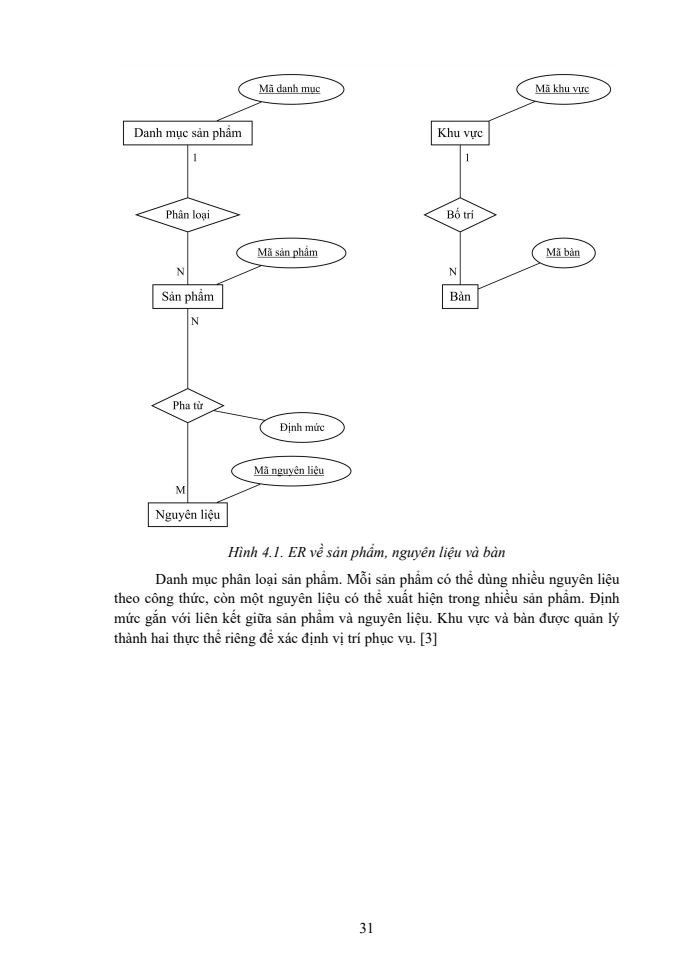 Mã danh mục
Mã khu vực
Danh mục sản phẩm
Khu vực
1
1
Phân loại
Bố trí
Mã sản phẩm
Mã bàn
N
N
Sản phẩm
Bàn
N
Pha từ
Định mức
Mã nguyên liệu
M
Nguyên liệu
Hình 4.1. ER về sản phẩm, nguyên liệu và bàn
Danh mục phân loại sản phẩm. Mỗi sản phẩm có thể dùng nhiều nguyên liệu
theo công thức, còn một nguyên liệu có thể xuất hiện trong nhiều sản phẩm. Định
mức gắn với liên kết giữa sản phẩm và nguyên liệu. Khu vực và bàn được quản lý
thành hai thực thể riêng để xác định vị trí phục vụ. [3]
31